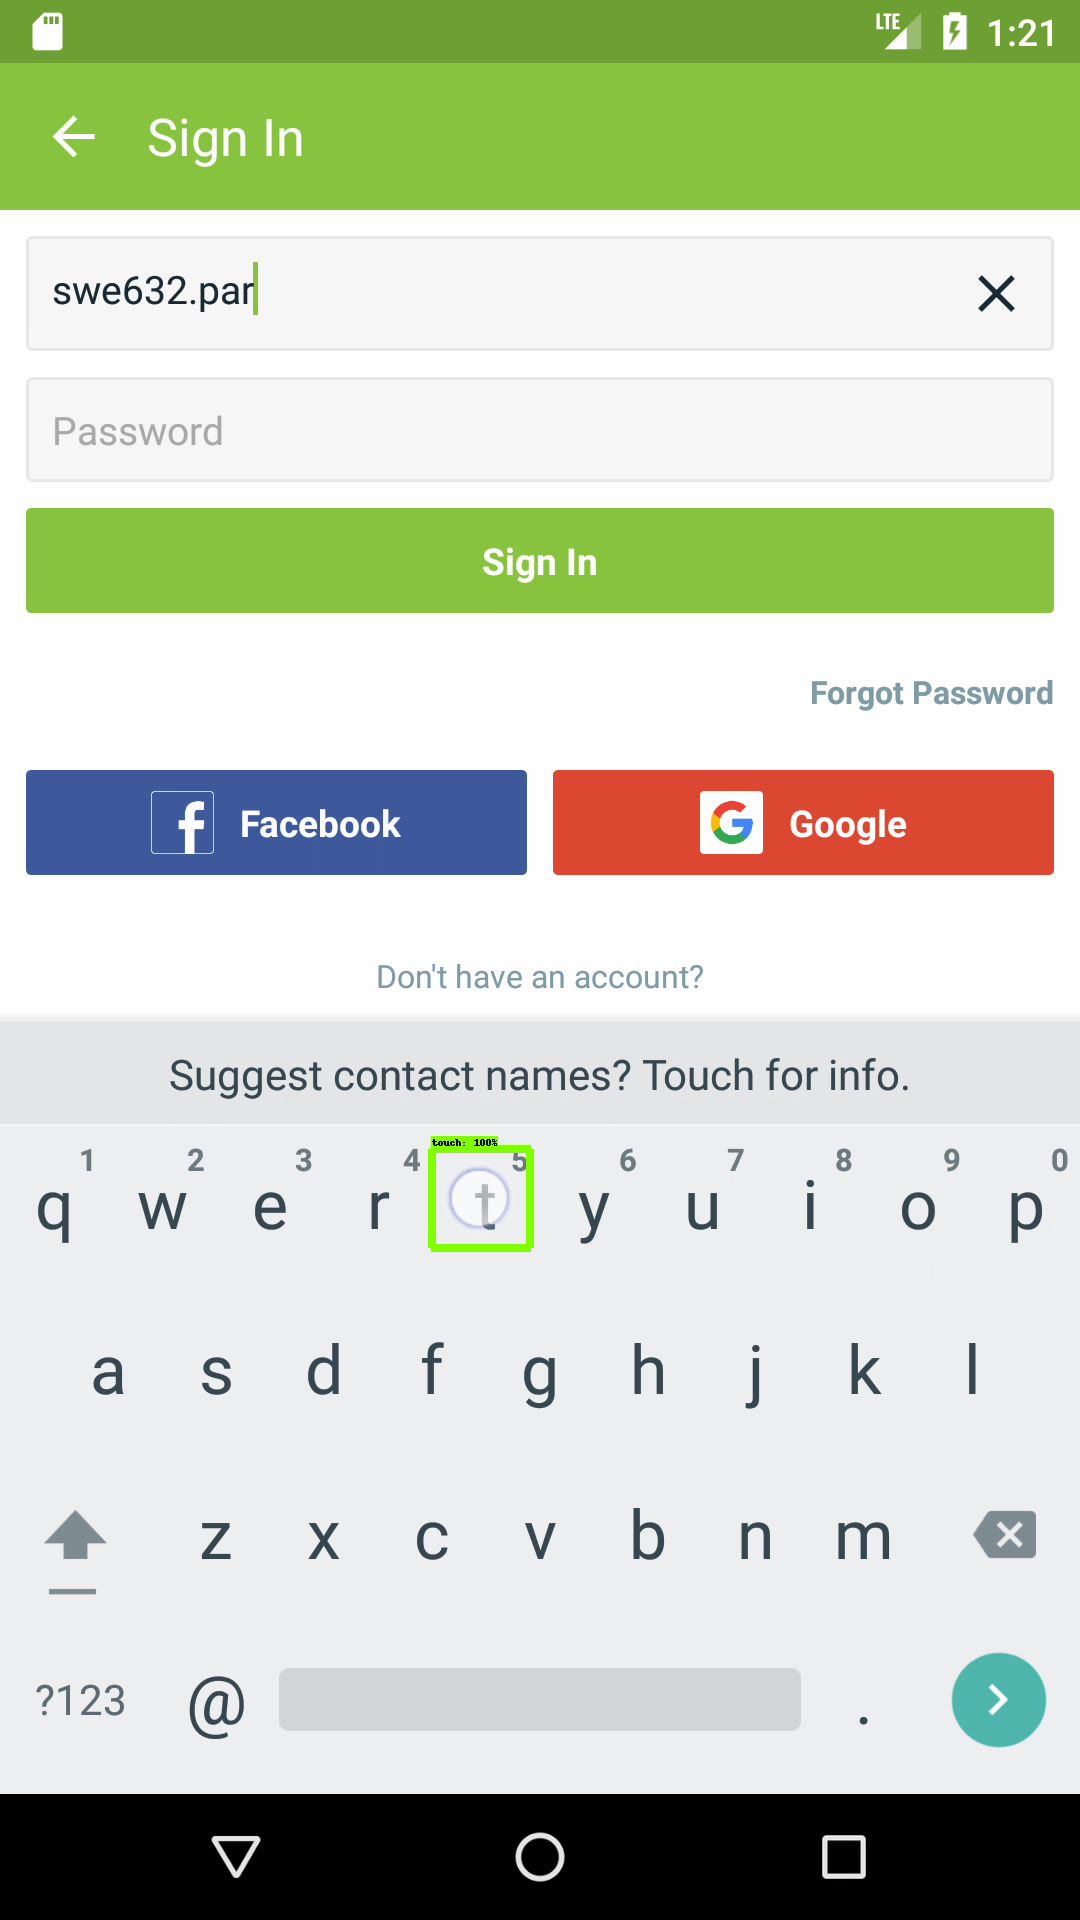 LTE 1:21
Sign In
swe632.par
Password
Sign In
Forgot Password
f Facebook
G Google
Don't have an account?
Suggest contact names? Touch for info.
touch: 100%
1 2 3 4 5 6 7 8 9 0
q w e r t y u i o p
a s d f g h j k l
z x c v b n m
?123 @ .